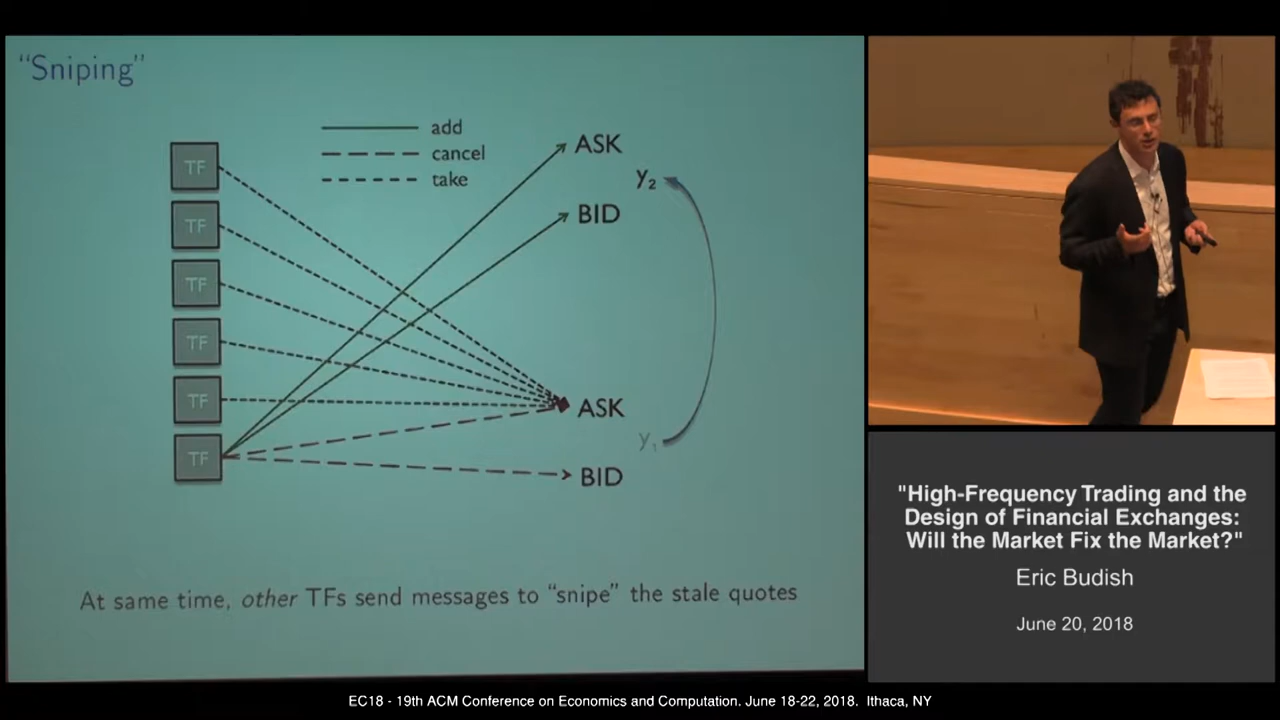 “Sniping”
add
cancel
take
ASK
y₂
BID
TF
TF
TF
TF
TF
TF
ASK
y₁
BID
At same time, other TFs send messages to “snipe” the stale quotes
"High-Frequency Trading and the
Design of Financial Exchanges:
Will the Market Fix the Market?"
Eric Budish
June 20, 2018
EC18 - 19th ACM Conference on Economics and Computation. June 18-22, 2018. Ithaca, NY